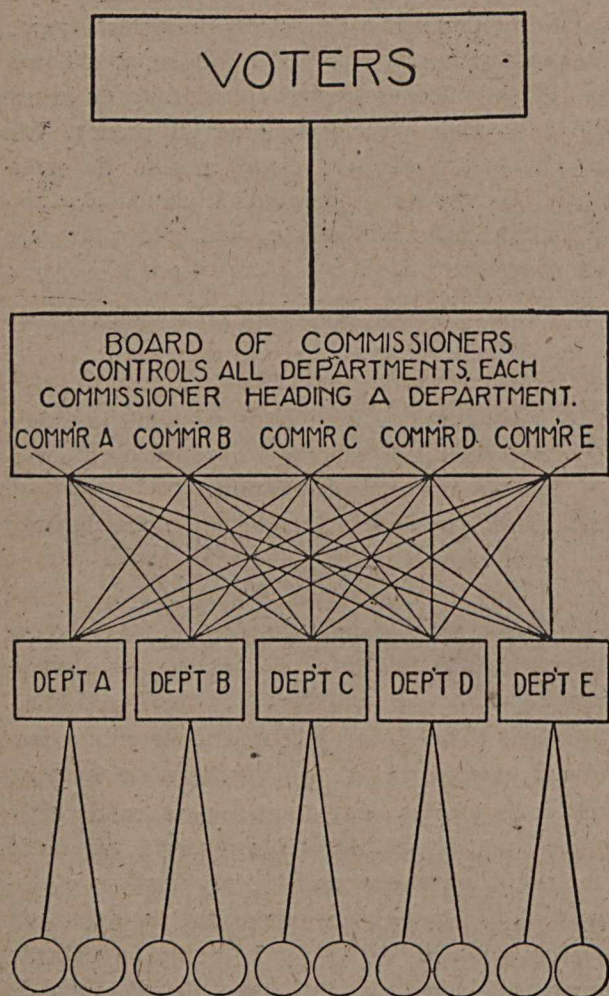 VOTERS
BOARD OF COMMISSIONERS
CONTROLS ALL DEPARTMENTS, EACH
COMMISSIONER HEADING A DEPARTMENT.
COMM'R A COMM'R B COMM'R C COMM'R D COMM'R E
DEP'T A DEP'T B DEP'T C DEP'T D DEP'T E